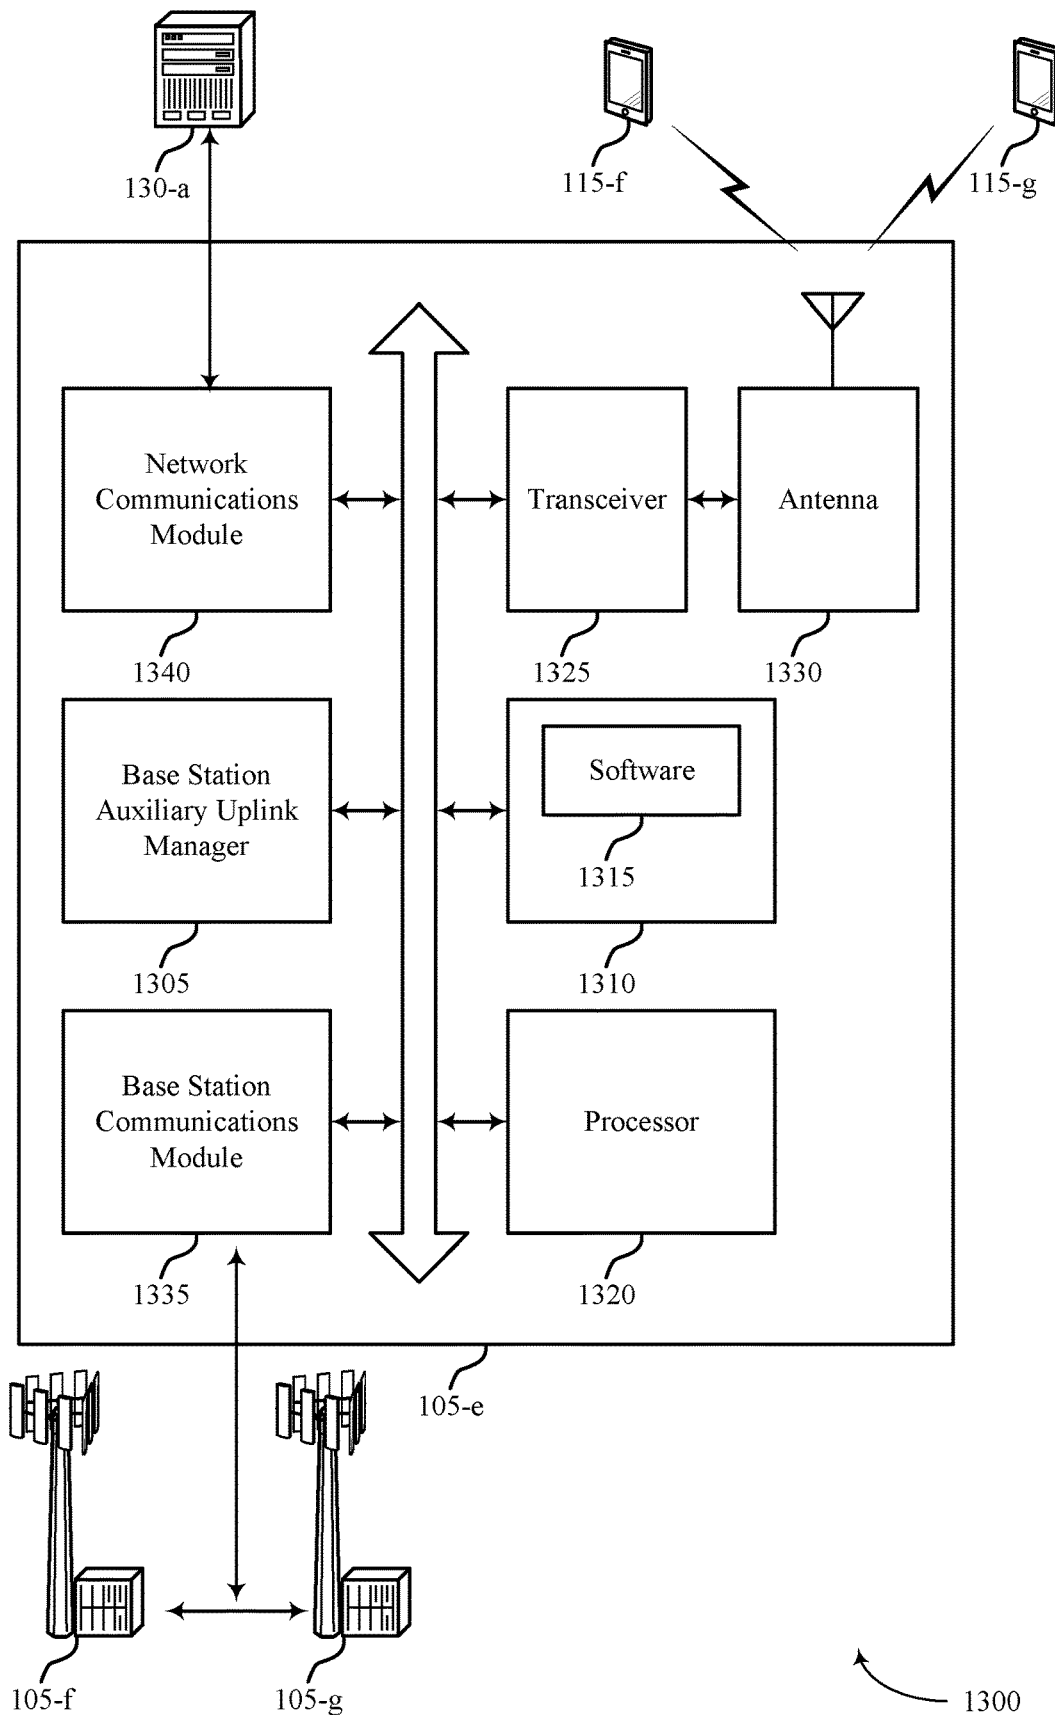 130-a
115-f
115-g
Network
Communications
Module
Transceiver
Antenna
1340
1325
1330
Base Station
Auxiliary Uplink
Manager
Software
1315
1305
1310
Base Station
Communications
Module
Processor
1335
1320
105-e
105-f
105-g
1300